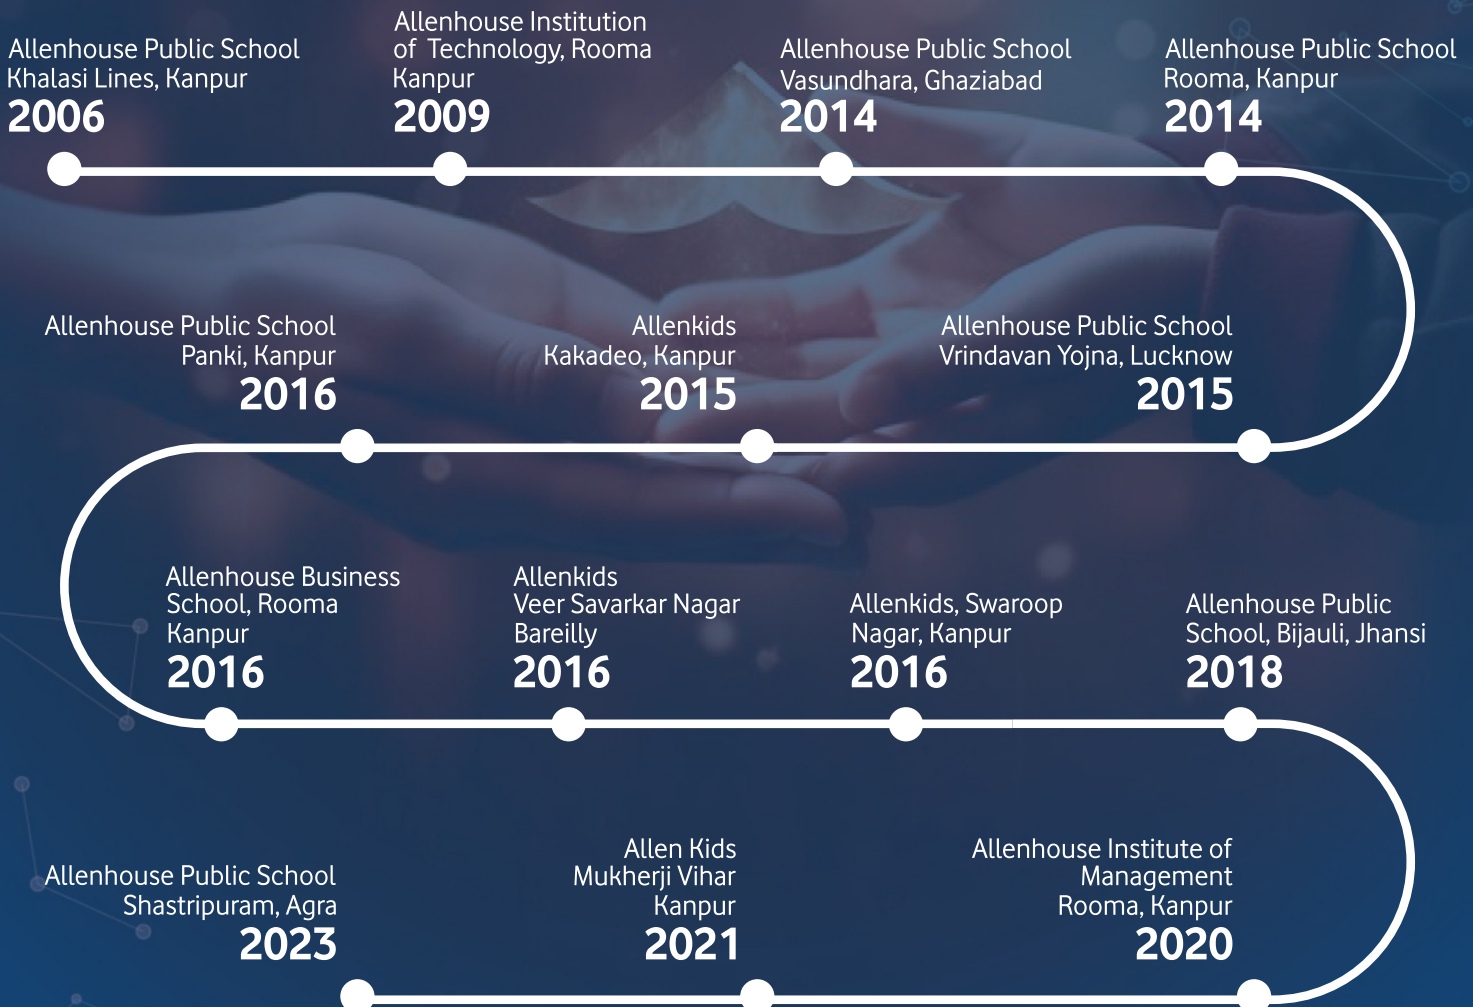 Allenhouse Public School
Khalasi Lines, Kanpur
2006
Allenhouse Institution
of Technology, Rooma
Kanpur
2009
Allenhouse Public School
Vasundhara, Ghaziabad
2014
Allenhouse Public School
Rooma, Kanpur
2014
Allenhouse Public School
Vrindavan Yojna, Lucknow
2015
Allenkids
Kakadeo, Kanpur
2015
Allenhouse Public School
Panki, Kanpur
2016
Allenhouse Business
School, Rooma
Kanpur
2016
Allenkids
Veer Savarkar Nagar
Bareilly
2016
Allenkids, Swaroop
Nagar, Kanpur
2016
Allenhouse Public
School, Bijauli, Jhansi
2018
Allenhouse Institute of
Management
Rooma, Kanpur
2020
Allen Kids
Mukherji Vihar
Kanpur
2021
Allenhouse Public School
Shastripuram, Agra
2023